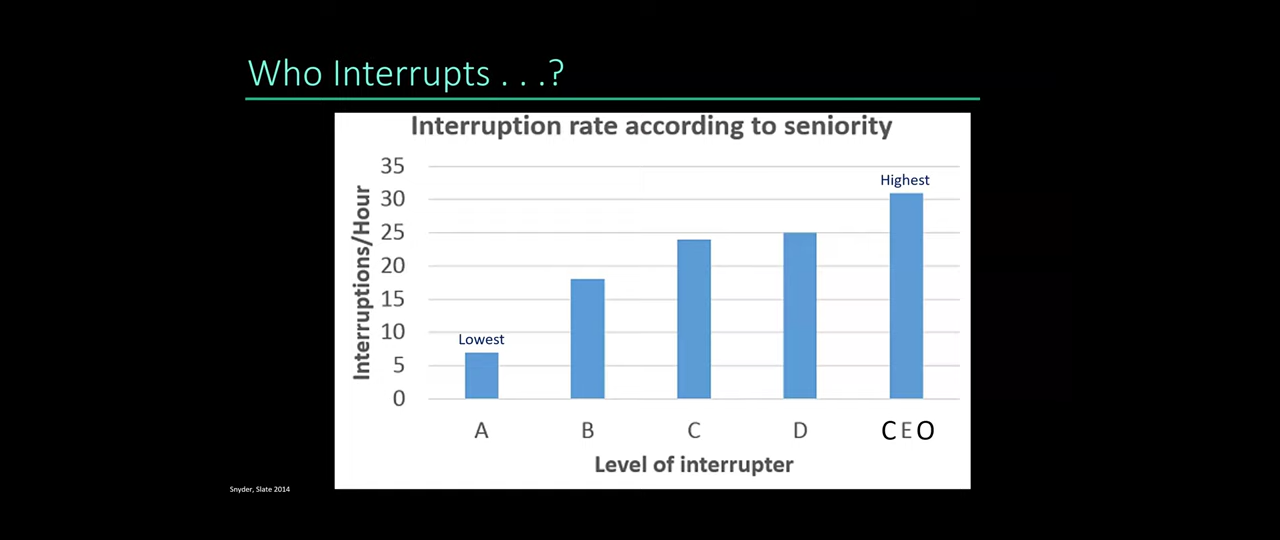 Who Interrupts . . .?
Interruption rate according to seniority
Interruptions/Hour
35
30
25
20
15
10
5
0
Lowest
Highest
A B C D CEO
Level of interrupter
Snyder, Slate 2014